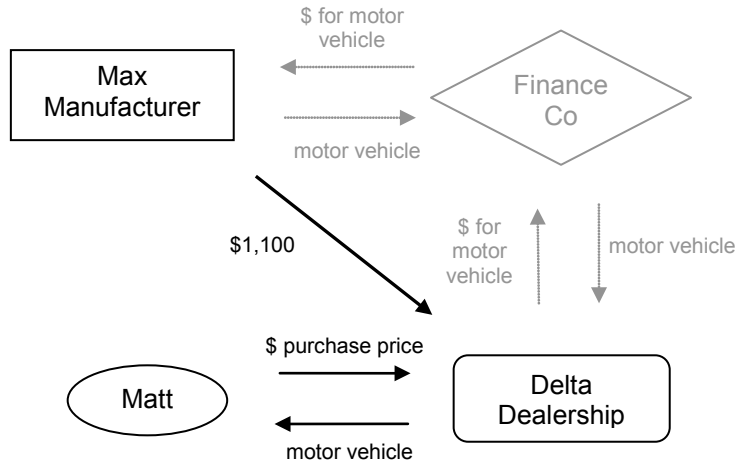 $ for motor
vehicle
Max
Manufacturer
Finance
Co
motor vehicle
$1,100
$ for
motor
vehicle
motor vehicle
$ purchase price
Matt
Delta
Dealership
motor vehicle